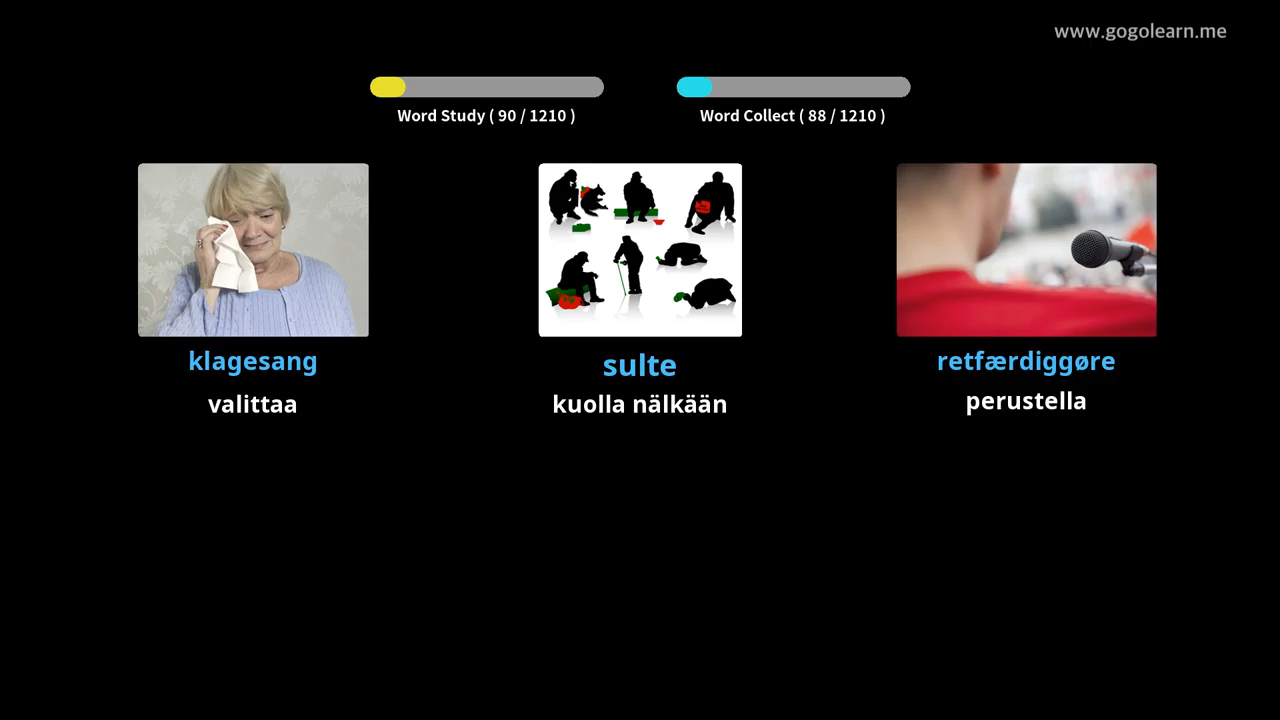 www.gogolearn.me
Word Study ( 90 / 1210 )
Word Collect ( 88 / 1210 )
klagesang
sulte
retfærdiggøre
valittaa
kuolla nälkään
perustella